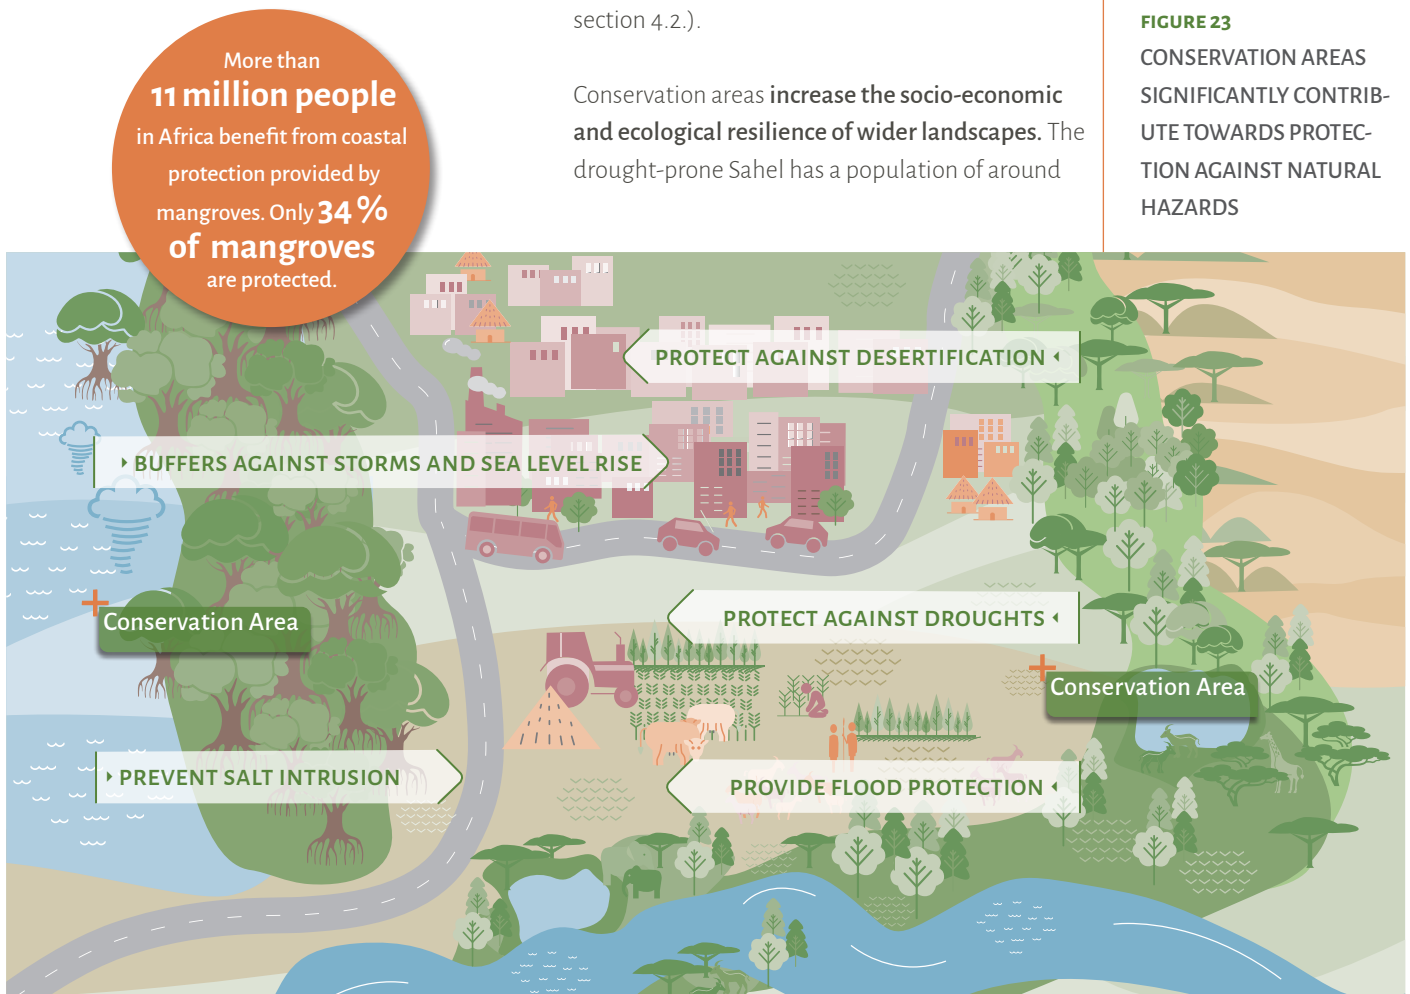 More than
11 million people
in Africa benefit from coastal
protection provided by
mangroves. Only 34 %
of mangroves
are protected.
section 4.2.).
Conservation areas increase the socio-economic
and ecological resilience of wider landscapes. The
drought-prone Sahel has a population of around
FIGURE 23
CONSERVATION AREAS
SIGNIFICANTLY CONTRIB-
UTE TOWARDS PROTEC-
TION AGAINST NATURAL
HAZARDS
PROTECT AGAINST DESERTIFICATION
BUFFERS AGAINST STORMS AND SEA LEVEL RISE
Conservation Area
PROTECT AGAINST DROUGHTS
Conservation Area
PREVENT SALT INTRUSION
PROVIDE FLOOD PROTECTION